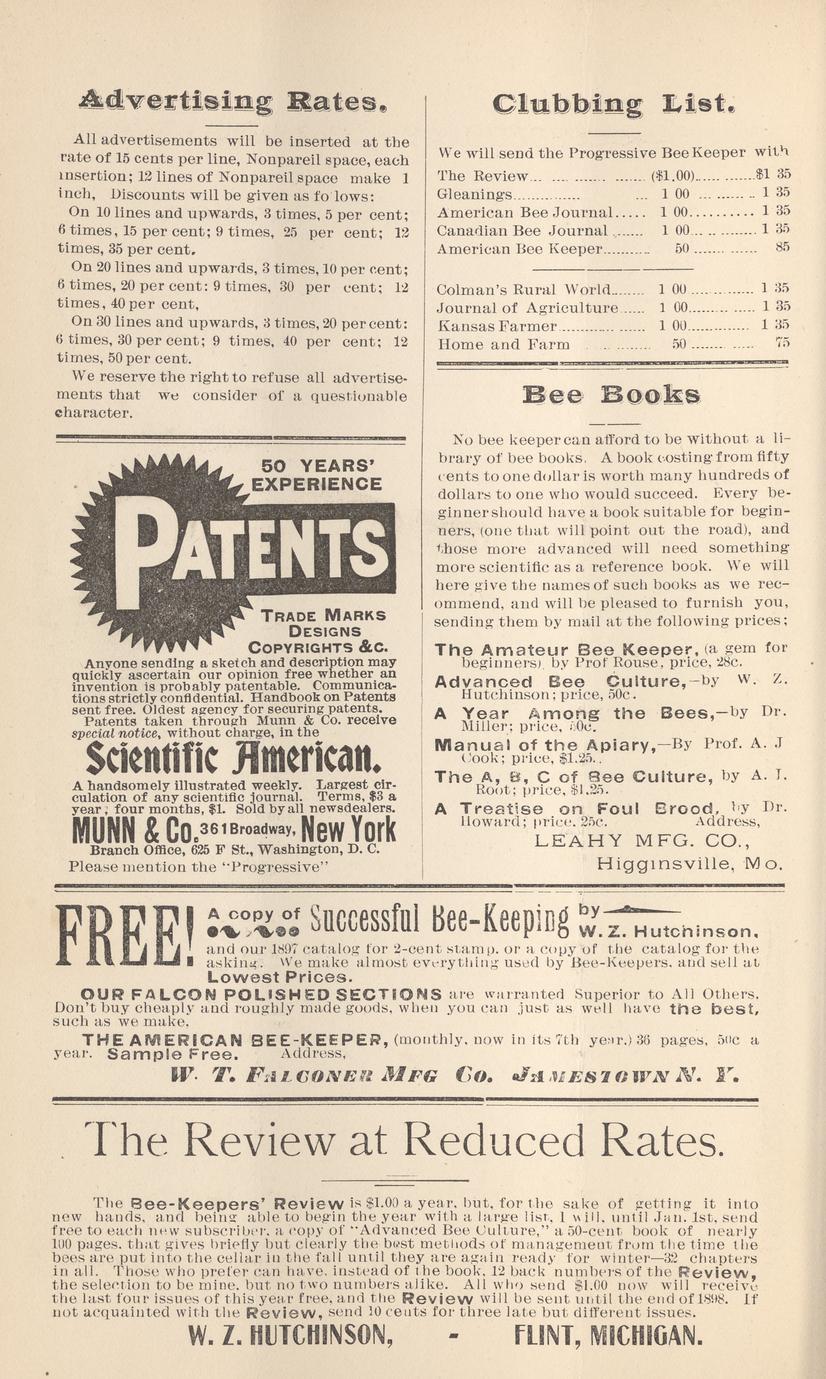 Advertising Rates.
All advertisements will be inserted at the
rate of 15 cents per line, Nonpareil space, each
insertion; 12 lines of Nonpareil space make 1
inch, Discounts will be given as fo lows:
On 10 lines and upwards, 3 times, 5 per cent;
6 times, 15 per cent; 9 times, 25 per cent; 12
times, 35 per cent.
On 20 lines and upwards, 3 times, 10 per cent;
6 times, 20 per cent: 9 times, 30 per cent; 12
times, 40 per cent,
On 30 lines and upwards, 3 times, 20 per cent:
6 times, 30 per cent; 9 times, 40 per cent; 12
times, 50 per cent.
We reserve the right to refuse all advertise-
ments that we consider of a questionable
character.
50 YEARS'
EXPERIENCE
PATENTS
TRADE MARKS
DESIGNS
COPYRIGHTS &C.
Anyone sending a sketch and description may
quickly ascertain our opinion free whether an
invention is probably patentable. Communica-
tions strictly confidential. Handbook on Patents
sent free. Oldest agency for securing patents.
Patents taken through Munn & Co. receive
special notice, without charge, in the
Scientific American.
A handsomely illustrated weekly. Largest cir-
culation of any scientific journal. Terms, $3 a
year; four months, $1. Sold by all newsdealers.
MUNN & Co. 361 Broadway, New York
Branch Office, 625 F St., Washington, D. C.
Please mention the "Progressive"
Clubbing List.
We will send the Progressive Bee Keeper with
The Review... ($1.00)...... $1 35
Gleanings............... 1 00 ......... 1 35
American Bee Journal..... 1 00.......... 1 35
Canadian Bee Journal ...... 1 00............ 1 35
American Bee Keeper........... 50 ............ 85
Colman's Rural World....... 1 00 ............. 1 35
Journal of Agriculture ...... 1 00............. 1 35
Kansas Farmer ................ 1 00............. 1 35
Home and Farm .......... 50 ............. 75
Bee Books
No bee keeper can afford to be without a li-
brary of bee books. A book costing from fifty
cents to one dollar is worth many hundreds of
dollars to one who would succeed. Every be-
ginner should have a book suitable for begin-
ners, (one that will point out the road), and
those more advanced will need something
more scientific as a reference book. We will
here give the names of such books as we rec-
ommend, and will be pleased to furnish you,
sending them by mail at the following prices;
The Amateur Bee Keeper, (a gem for
beginners) by Prof Rouse, price, 28c.
Advanced Bee Culture,—by W. Z.
Hutchinson; price, 50c.
A Year Among the Bees,—by Dr.
Miller; price, 50c.
Manual of the Apiary,—By Prof. A. J
Cook; price, $1.25..
The A, B, C of Bee Culture, by A. I.
Root; price, $1.25.
A Treatise on Foul Brood, by Dr.
Howard; price. 25c. Address,
LEAHY MFG. CO.,
Higginsville, Mo.
FREE! A copy of Successful Bee-Keeping by W. Z. Hutchinson,
and our 1897 catalog for 2-cent stamp. or a copy of the catalog for the
asking. We make almost everything used by Bee-Keepers. and sell at
Lowest Prices.
OUR FALCON POLISHED SECTIONS are warranted Superior to All Others.
Don't buy cheaply and roughly made goods, when you can just as well have the best,
such as we make,
THE AMERICAN BEE-KEEPER, (monthly, now in its 7th year.) 36 pages, 50c a
year. Sample Free. Address,
W. T. FALCONER MFG CO. JAMESTOWN N. Y.
The Review at Reduced Rates.
The Bee-Keepers' Review is $1.00 a year, but, for the sake of getting it into
new hands, and being able to begin the year with a large list, I will, until Jan. 1st, send
free to each new subscriber, a copy of "Advanced Bee Culture," a 50-cent book of nearly
100 pages, that gives briefly but clearly the best methods of management from the time the
bees are put into the cellar in the fall until they are again ready for winter—32 chapters
in all. Those who prefer can have, instead of the book, 12 back numbers of the Review,
the selection to be mine, but no two numbers alike. All who send $1.00 now will receive
the last four issues of this year free, and the Review will be sent until the end of 1898. If
not acquainted with the Review, send 10 cents for three late but different issues.
W. Z. HUTCHINSON, - FLINT, MICHIGAN.